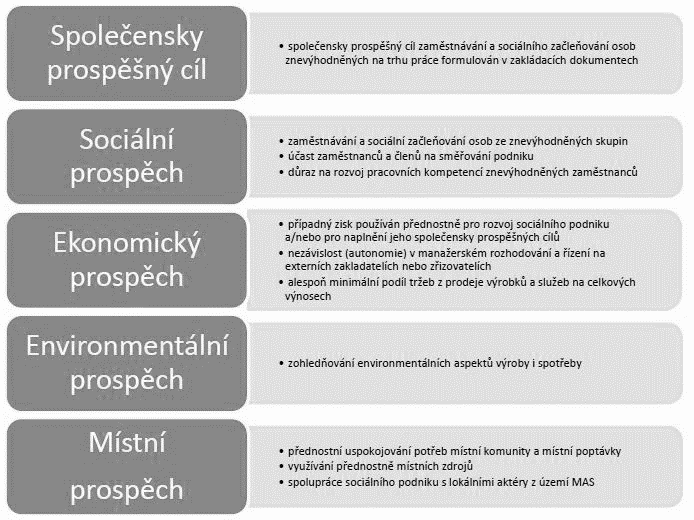 Společensky
prospěšný cíl
• společensky prospěšný cíl zaměstnávání a sociálního začleňování osob
znevýhodněných na trhu práce formulován v zakládacích dokumentech
Sociální
prospěch
• zaměstnávání a sociální začleňování osob ze znevýhodněných skupin
• účast zaměstnanců a členů na směřování podniku
• důraz na rozvoj pracovních kompetencí znevýhodněných zaměstnanců
Ekonomický
prospěch
• případný zisk používán přednostně pro rozvoj sociálního podniku
a/nebo pro naplnění jeho společensky prospěšných cílů
• nezávislost (autonomie) v manažerském rozhodování a řízení na
externích zakladatelích nebo zřizovatelích
• alespoň minimální podíl tržeb z prodeje výrobků a služeb na celkových
výnosech
Environmentální
prospěch
• zohledňování environmentálních aspektů výroby i spotřeby
Místní
prospěch
• přednostní uspokojování potřeb místní komunity a místní poptávky
• využívání přednostně místních zdrojů
• spolupráce sociálního podniku s lokálními aktéry z území MAS